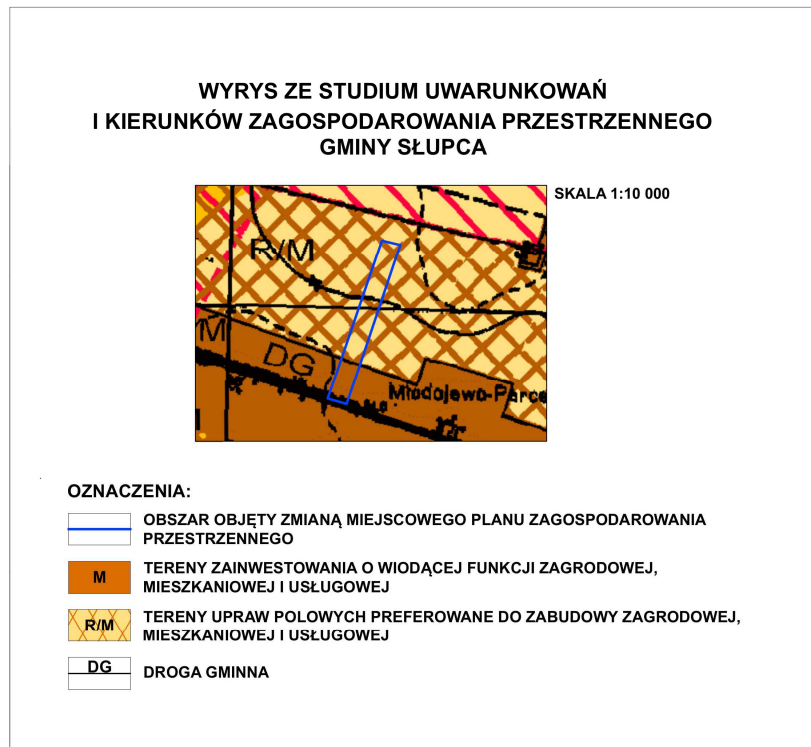 WYRYS ZE STUDIUM UWARUNKOWAŃ
I KIERUNKÓW ZAGOSPODAROWANIA PRZESTRZENNEGO
GMINY SŁUPCA
SKALA 1:10 000
R/M
/M
DG
Młodojewo-Parce
OZNACZENIA:
OBSZAR OBJĘTY ZMIANĄ MIEJSCOWEGO PLANU ZAGOSPODAROWANIA
PRZESTRZENNEGO
M
TERENY ZAINWESTOWANIA O WIODĄCEJ FUNKCJI ZAGRODOWEJ,
MIESZKANIOWEJ I USŁUGOWEJ
R/M
TERENY UPRAW POLOWYCH PREFEROWANE DO ZABUDOWY ZAGRODOWEJ,
MIESZKANIOWEJ I USŁUGOWEJ
DG
DROGA GMINNA